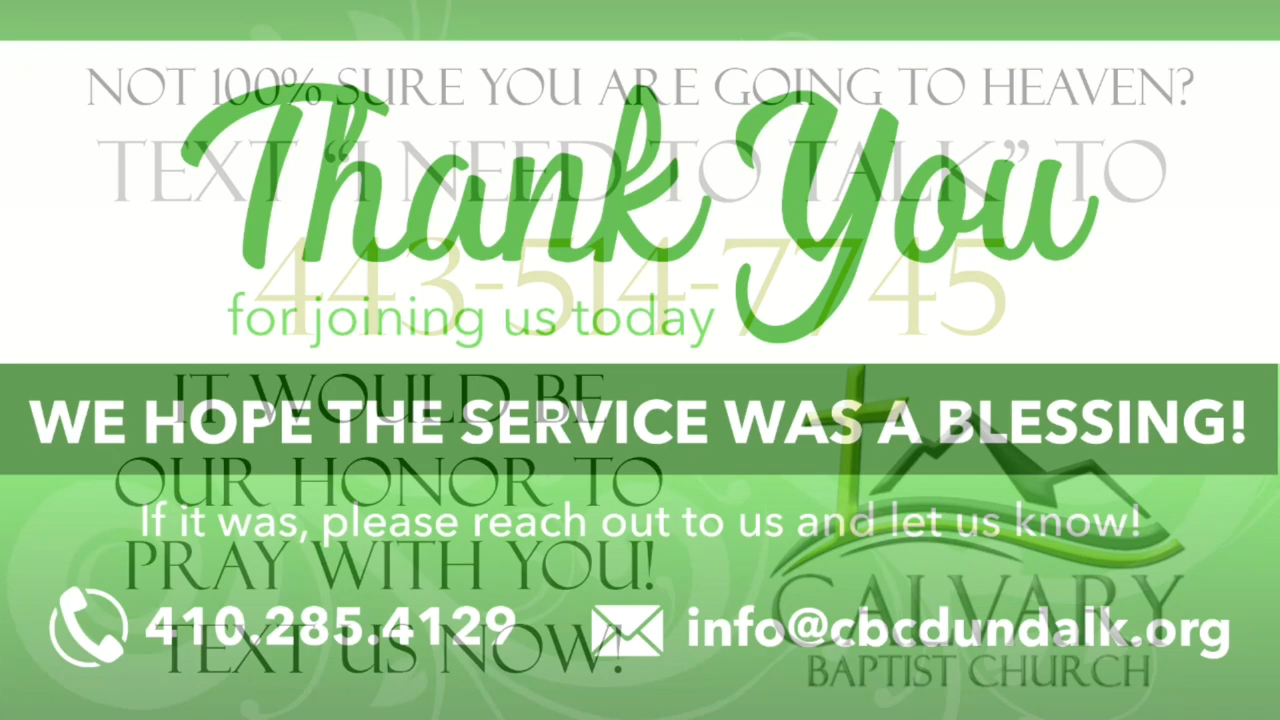 NOT 100% SURE YOU ARE GOING TO HEAVEN?
Thank You
TEXT “I NEED TO TALK” TO
443-514-7745
for joining us today
IT WOULD BE
WE HOPE THE SERVICE WAS A BLESSING!
OUR HONOR TO
If it was, please reach out to us and let us know!
PRAY WITH YOU!
410.285.4129
info@cbcdundalk.org
TEXT US NOW!
CALVARY
BAPTIST CHURCH